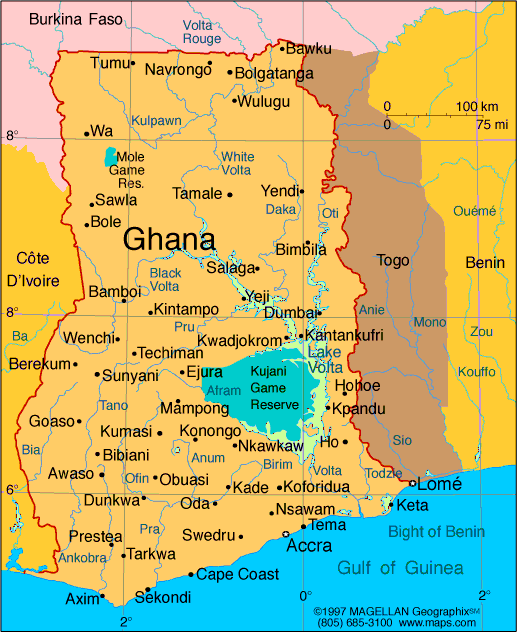 Burkina Faso
Volta
Rouge
Bawku
Tumu
Navrongo
Bolgatanga
Wulugu
0
100 km
0
75 mi
Kulpawn
8°
Wa
8°
Mole
Game
Res.
White
Volta
Tamale
Yendi
Sawla
Daka
Oti
Ouémé
Bole
Ghana
Bimbila
Côte
D'Ivoire
Togo
Benin
Salaga
Black
Volta
Bamboi
Yeji
Kintampo
Dumbai
Anie
8°
8°
Mono
Pru
Zou
Ba
Wenchi
Kwadjokrom
Kantankufri
Techiman
Lake
Volta
Berekum
Sunyani
Ejura
Kujani
Game
Reserve
Kouffo
Afram
Hohoe
Tano
Mampong
Kpandu
Goaso
Kumasi
Konongo
Sio
Bia
Bibiani
Nkawkaw
Ho
Anum
Birim
Volta
Todzie
Awaso
Ofin
Obuasi
Kade
Koforidua
Lomé
6°
6°
Dunkwa
Oda
Keta
Nsawam
Pra
Tema
Prestea
Swedru
Accra
Bight of Benin
Ankobra
Tarkwa
Gulf of Guinea
Cape Coast
Axim
Sekondi
2°
0°
2°
©1997 MAGELLAN Geographix℠
(805) 685-3100 www.maps.com